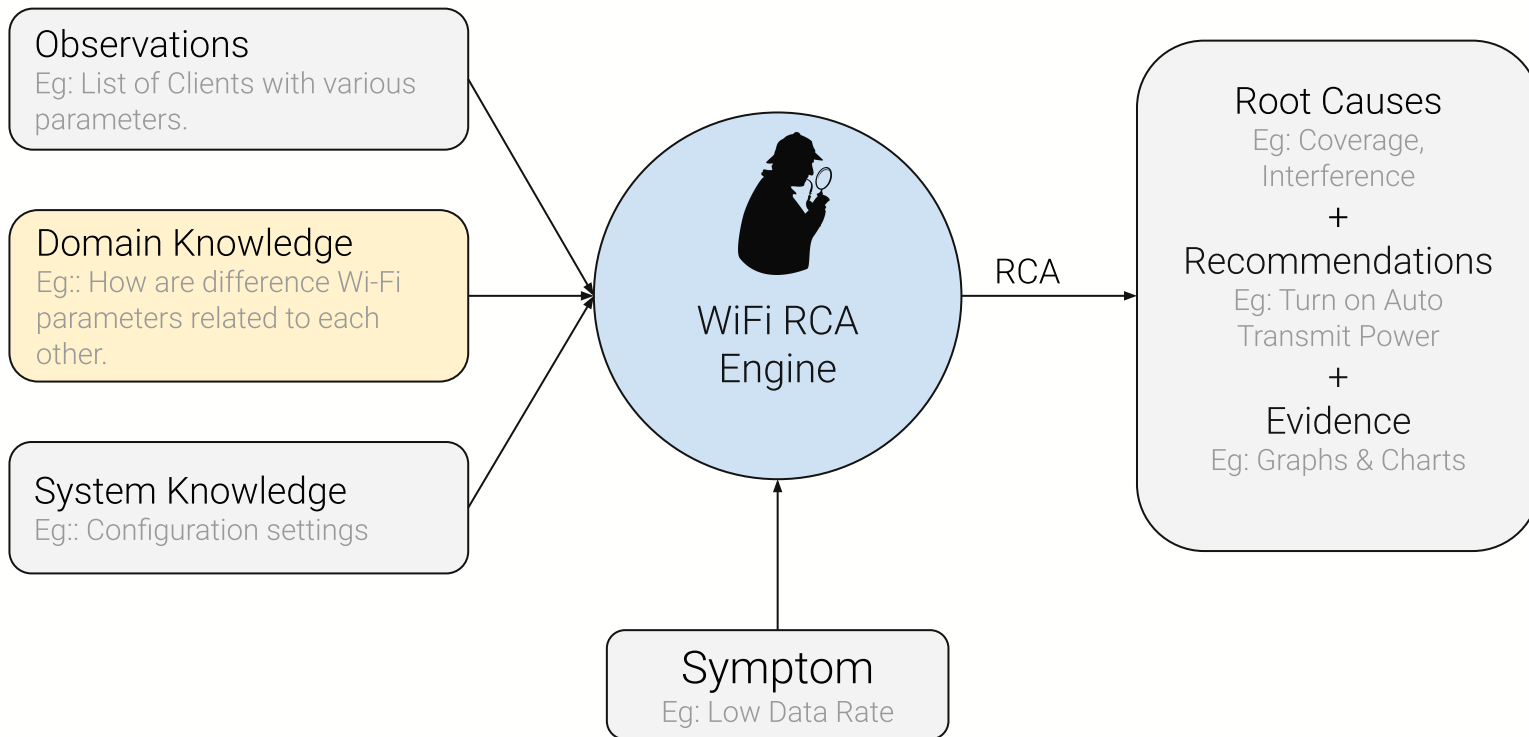 Observations
Eg: List of Clients with various
parameters.
Domain Knowledge
Eg:: How are difference Wi-Fi
parameters related to each
other.
System Knowledge
Eg:: Configuration settings
WiFi RCA
Engine
Symptom
Eg: Low Data Rate
RCA
Root Causes
Eg: Coverage,
Interference
+
Recommendations
Eg: Turn on Auto
Transmit Power
+
Evidence
Eg: Graphs & Charts